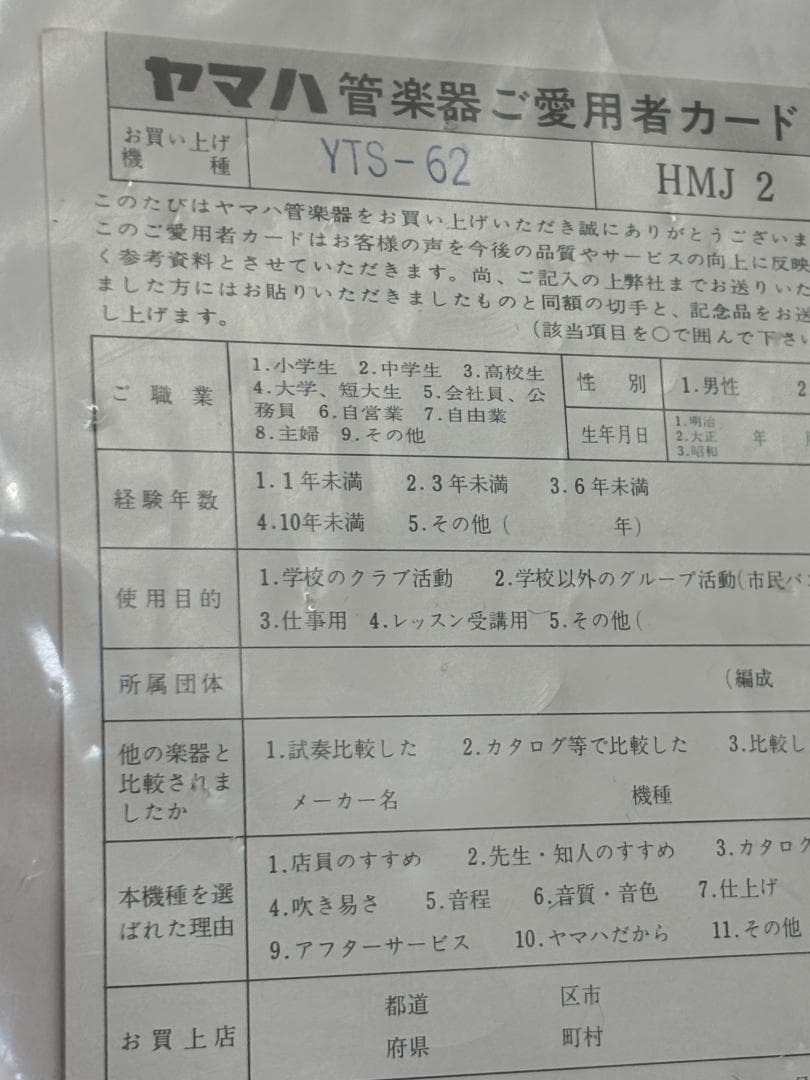 ヤマハ管楽器ご愛用者カード
お買い上げ
機種
YTS-62
HMJ 2
このたびはヤマハ管楽器をお買い上げいただき誠にありがとうございま
このご愛用者カードはお客様の声を今後の品質やサービスの向上に反映
く参考資料とさせていただきます。尚、ご記入の上弊社までお送りいた
ました方にはお貼りいただきましたものと同額の切手と、記念品をお送
し上げます。
(該当項目を○で囲んで下さい
ご職業
1.小学生 2.中学生 3.高校生
4.大学、短大生 5.会社員、公
務員 6.自営業 7.自由業
8.主婦 9.その他
性別
1.男性 2
生年月日
1.明治
2.大正
3.昭和
年
経験年数
1.1年未満 2.3年未満 3.6年未満
4.10年未満 5.その他( 年)
使用目的
1.学校のクラブ活動 2.学校以外のグループ活動(市民バ
3.仕事用 4.レッスン受講用 5.その他(
所属団体
(編成
他の楽器と
比較されま
したか
1.試奏比較した 2.カタログ等で比較した 3.比較し
メーカー名 機種
本機種を選
ばれた理由
1.店員のすすめ 2.先生・知人のすすめ 3.カタログ
4.吹き易さ 5.音程 6.音質・音色 7.仕上げ
9.アフターサービス 10.ヤマハだから 11.その他
お買上店
都道 区市
府県 町村